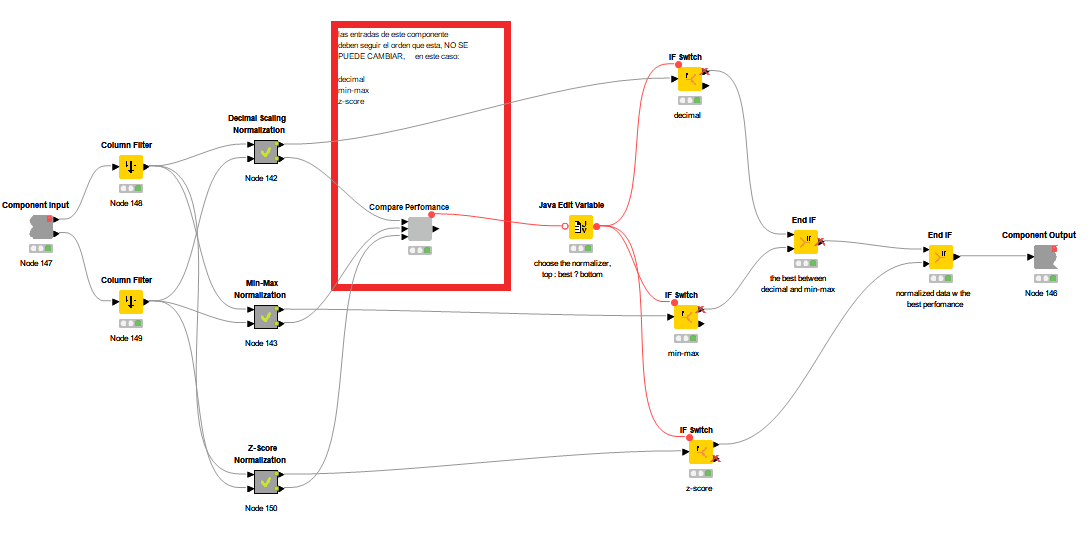 las entradas de este componente
deben seguir el orden que esta, NO SE
PUEDE CAMBIAR, en este caso:
decimal
min-max
z-score
IF Switch
decimal
Decimal Scaling
Normalization
Node 142
Column Filter
Node 148
Component Input
Node 147
Compare Perfomance
Java Edit Variable
choose the normalizer,
top : best ? bottom
End IF
the best between
decimal and min-max
End IF
normalized data w the
best perfomance
Component Output
Node 146
Column Filter
Node 149
Min-Max
Normalization
Node 143
IF Switch
min-max
Z-Score
Normalization
Node 150
IF Switch
z-score